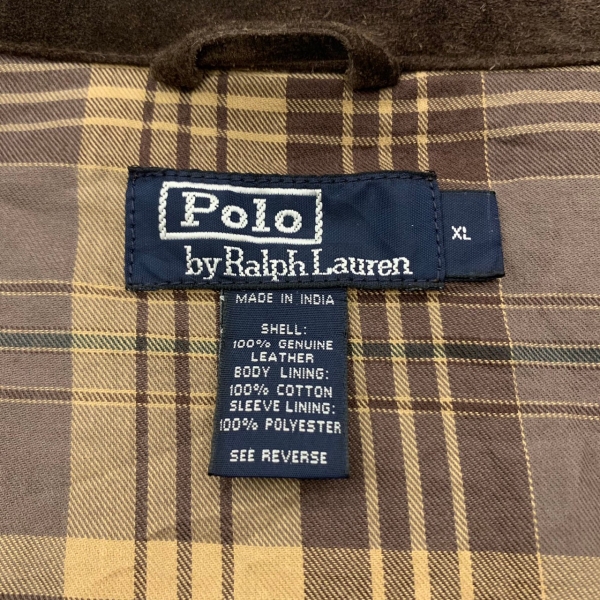 Polo
by Ralph Lauren
XL
MADE IN INDIA
SHELL:
100% GENUINE
LEATHER
BODY LINING:
100% COTTON
SLEEVE LINING:
100% POLYESTER
SEE REVERSE